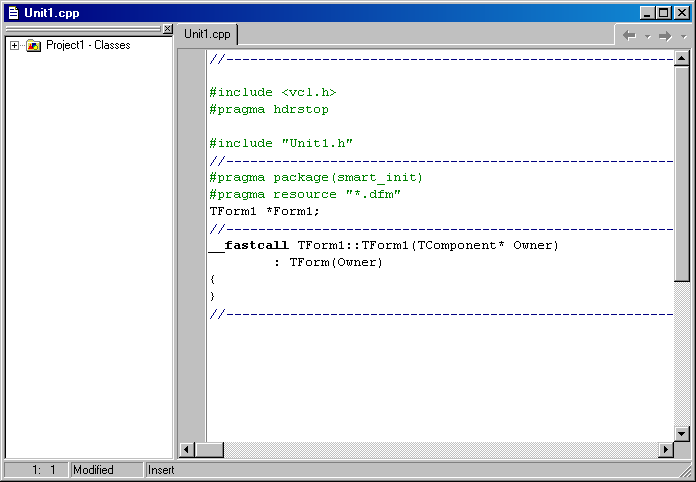 Unit1.cpp
Project1 - Classes
Unit1.cpp
//--------------------------------------------------------
#include <vcl.h>
#pragma hdrstop
#include "Unit1.h"
//--------------------------------------------------------
#pragma package(smart_init)
#pragma resource "*.dfm"
TForm1 *Form1;
//--------------------------------------------------------
__fastcall TForm1::TForm1(TComponent* Owner)
: TForm(Owner)
{
}
//--------------------------------------------------------
1: 1 Modified Insert